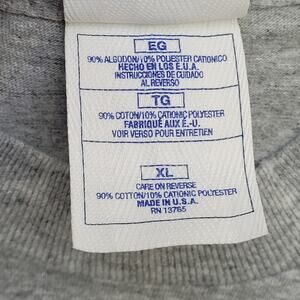 EG
90% ALGODON/10% POLIESTER CATIONICO
HECHO EN LOS E.U.A.
INSTRUCCIONES DE CUIDADO
AL REVERSO
TG
90% COTON/10% CATIONIC POLYESTER
FABRIQUÉ AUX É.-U.
VOIR VERSO POUR ENTRETIEN
XL
CARE ON REVERSE
90% COTTON/10% CATIONIC POLYESTER
MADE IN U.S.A.
RN 13765